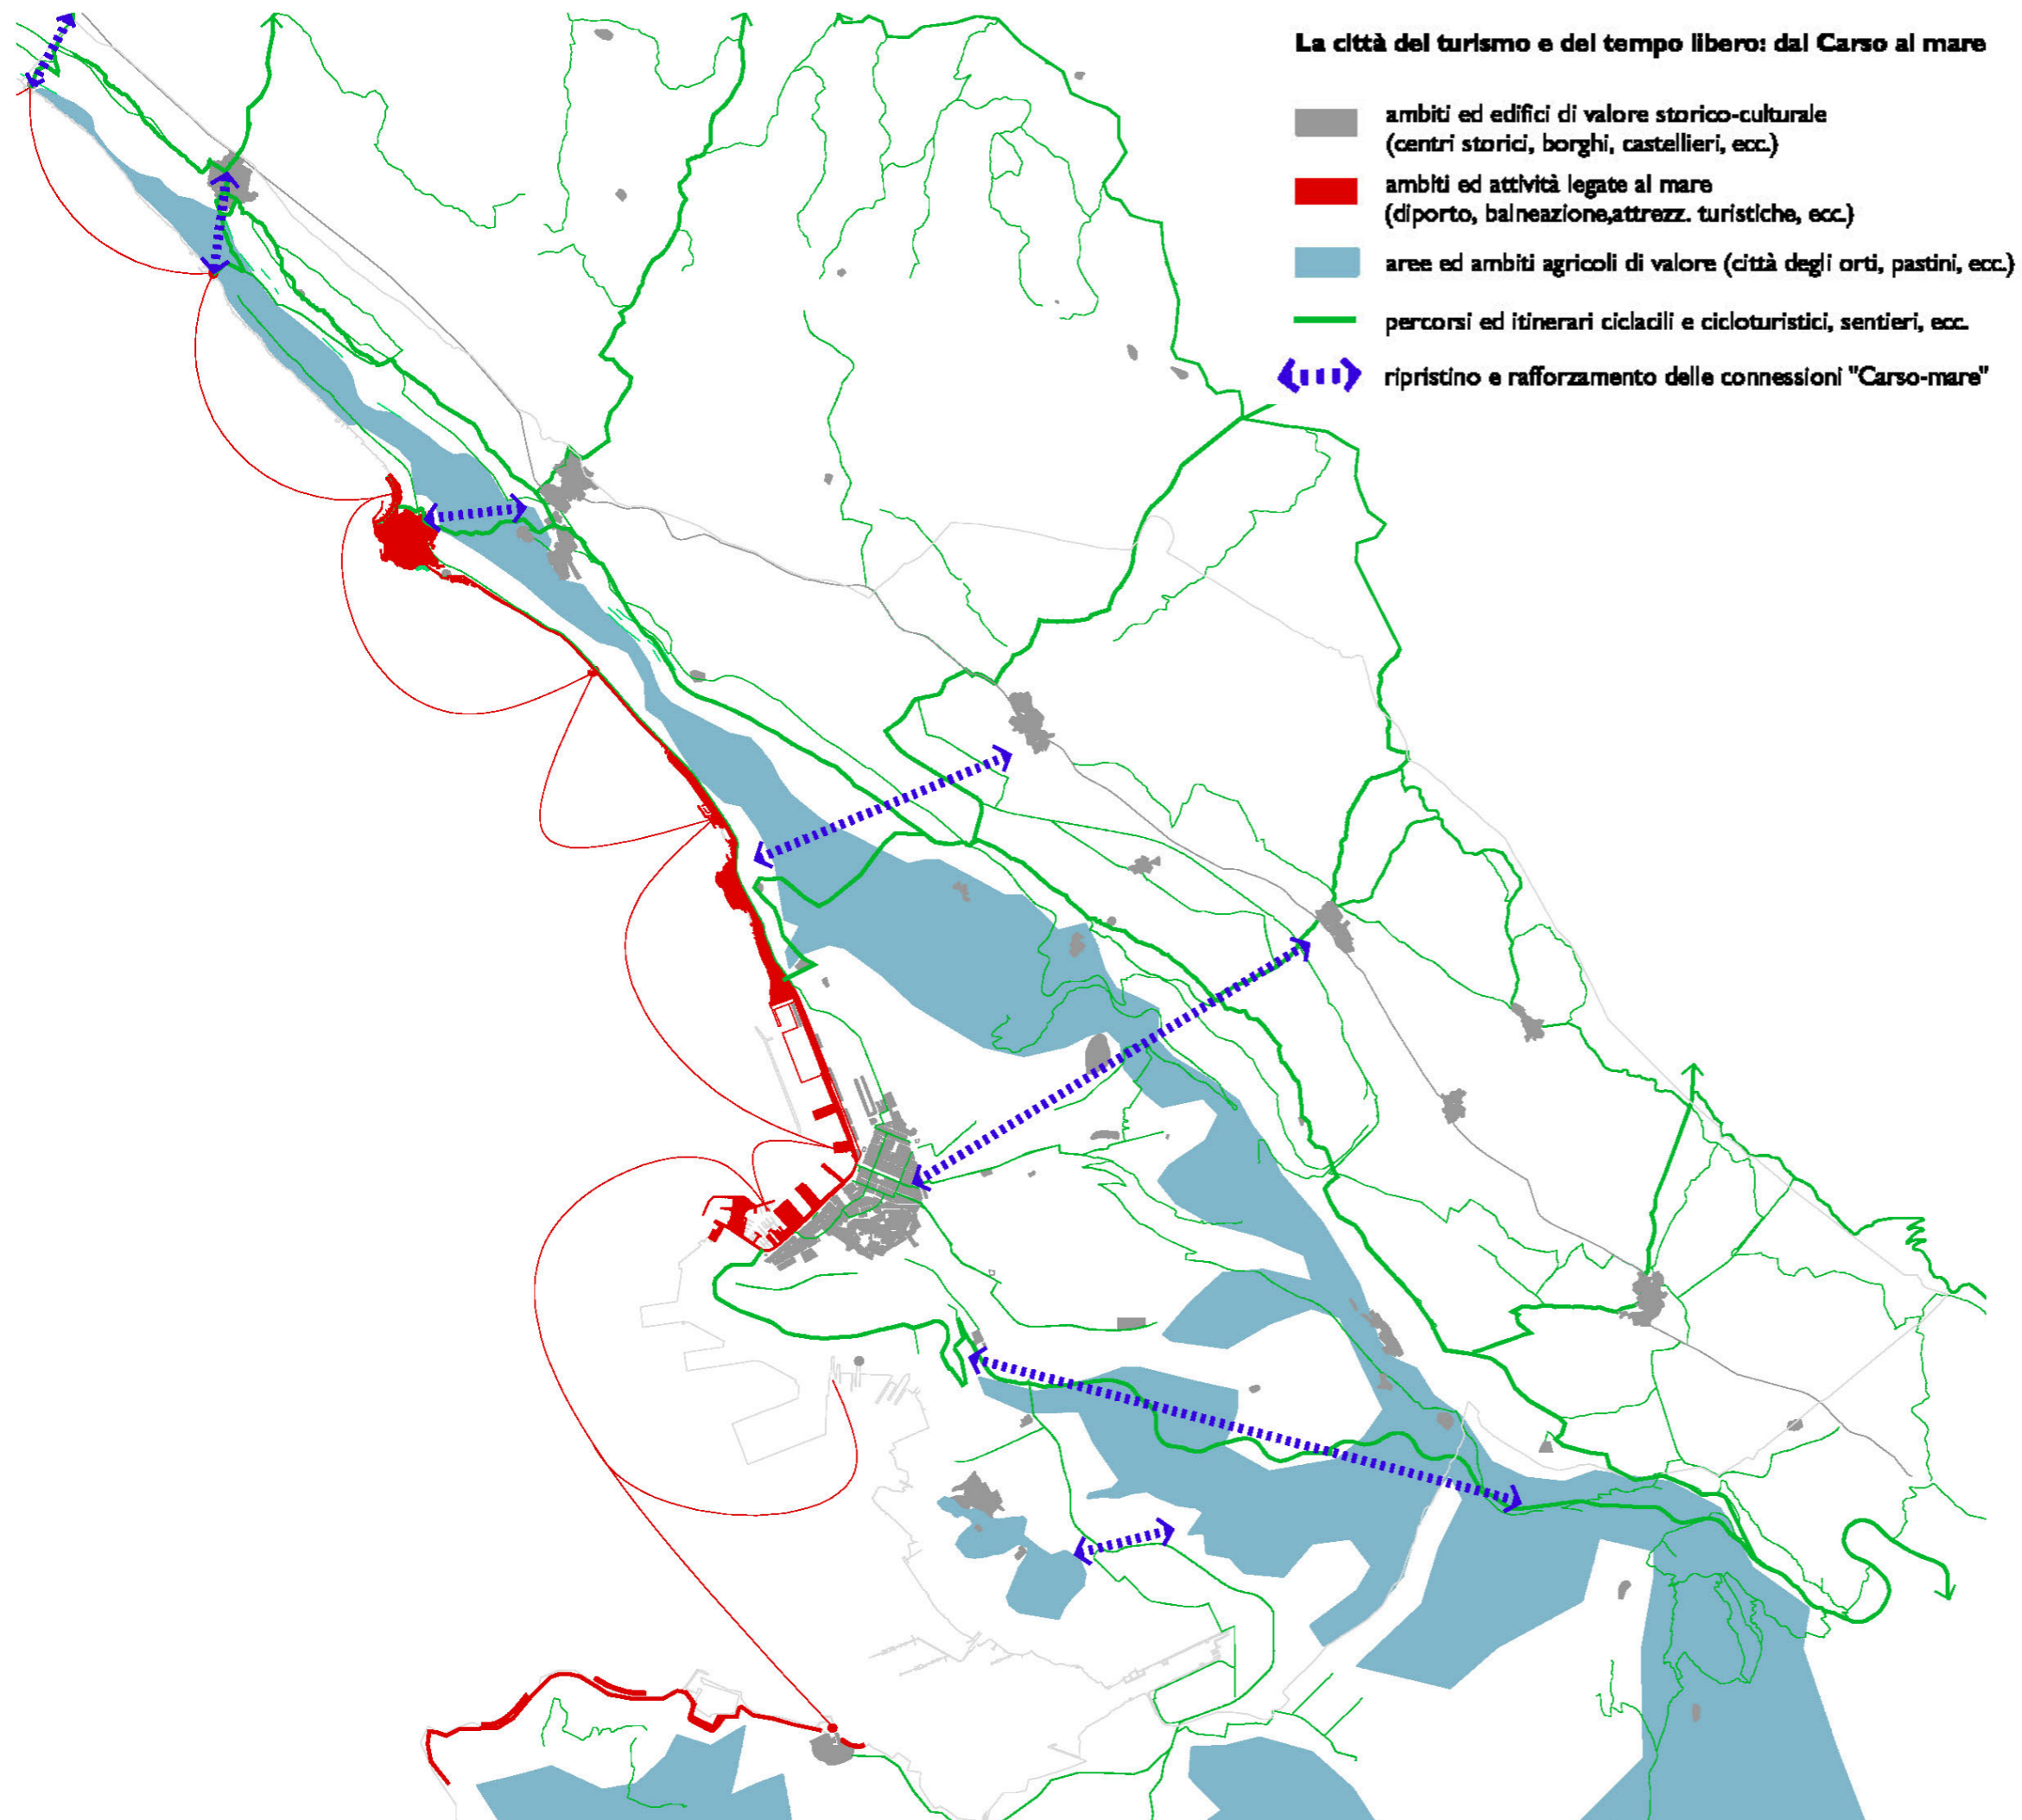 La città del turismo e del tempo libero: dal Carso al mare
ambiti ed edifici di valore storico-culturale
(centri storici, borghi, castellieri, ecc.)
ambiti ed attività legate al mare
(diporto, balneazione,attrezz. turistiche, ecc.)
aree ed ambiti agricoli di valore (città degli orti, pastini, ecc.)
percorsi ed itinerari ciclacili e cicloturistici, sentieri, ecc.
ripristino e rafforzamento delle connessioni "Carso-mare"